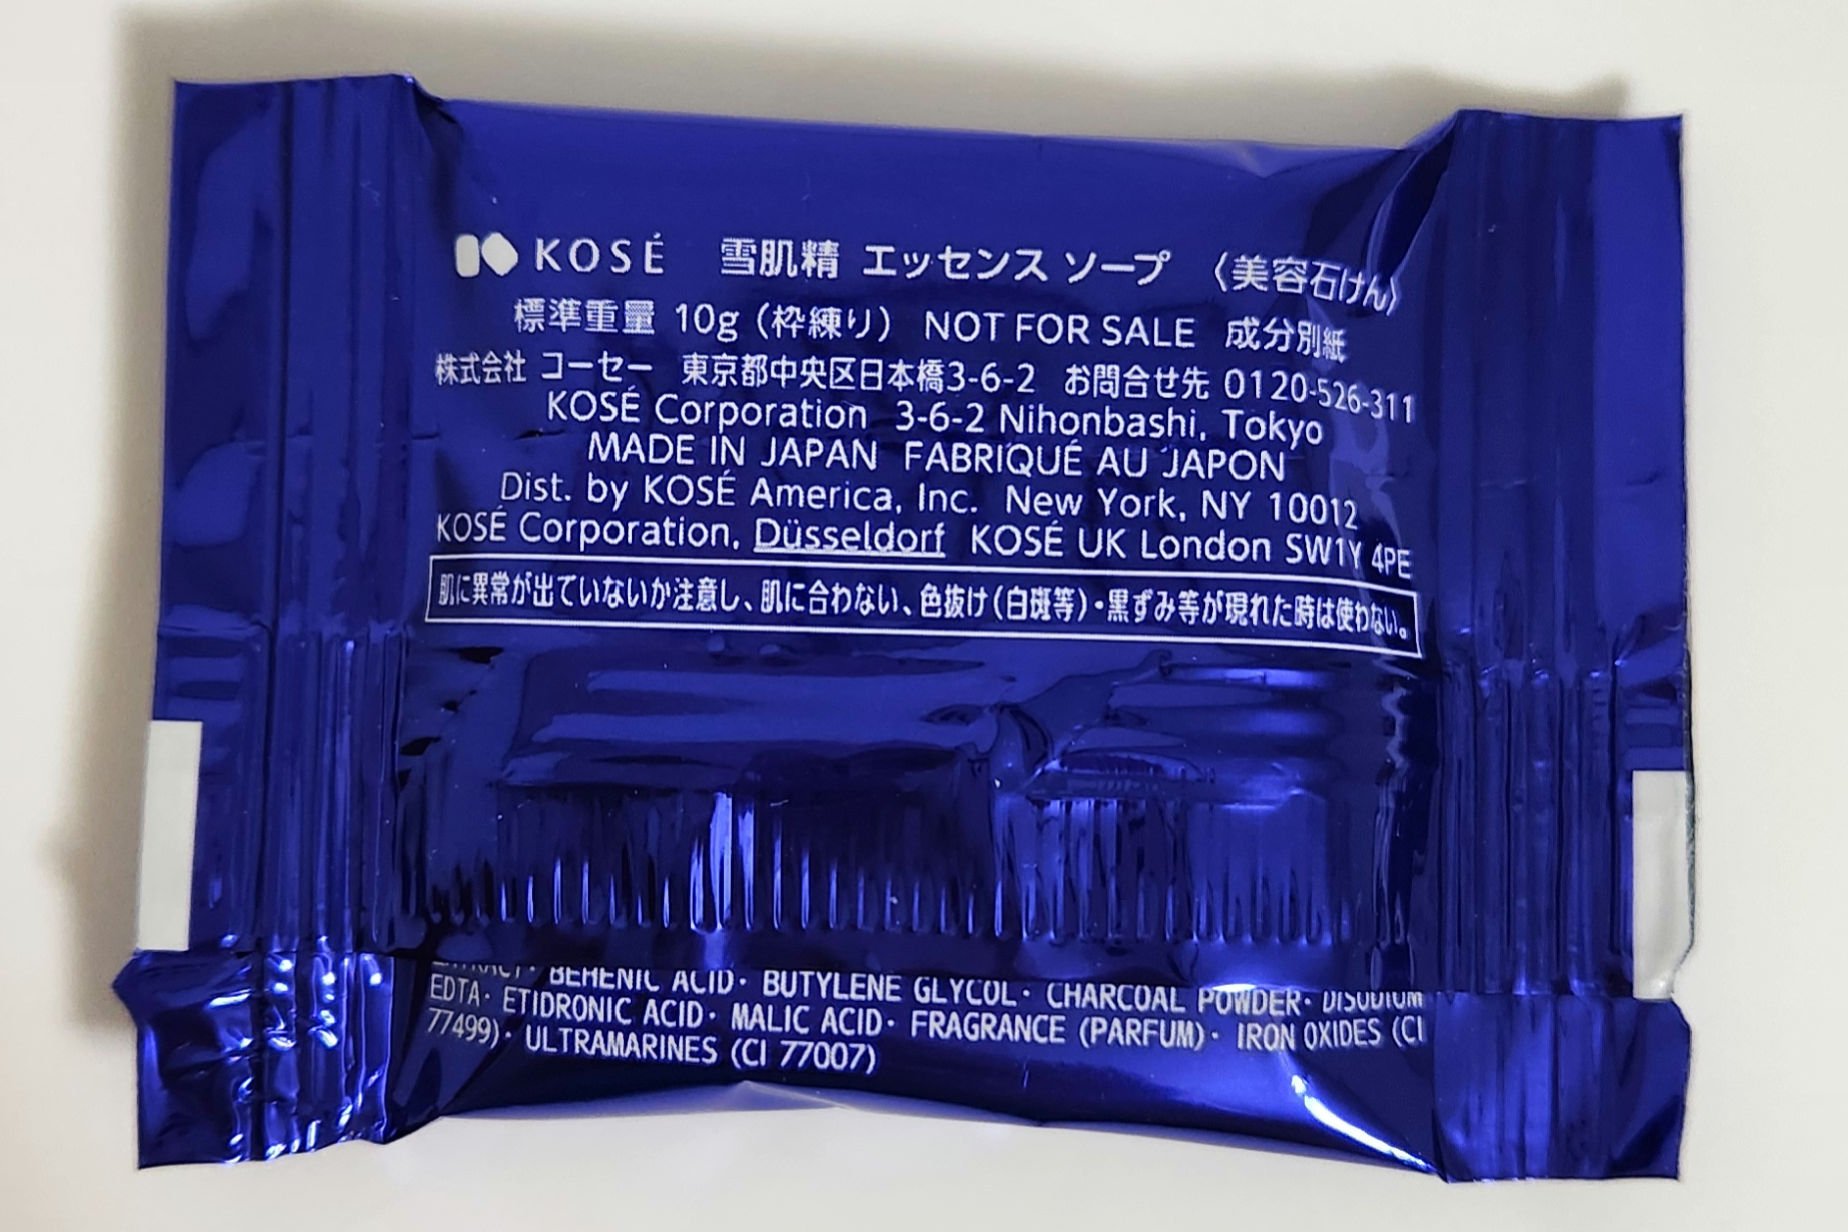 KOSÉ 雪肌精 エッセンス ソープ 〈美容石けん〉
標準重量 10g（枠練り） NOT FOR SALE 成分別紙
株式会社 コーセー 東京都中央区日本橋3-6-2 お問合せ先 0120-526-311
KOSÉ Corporation 3-6-2 Nihonbashi, Tokyo
MADE IN JAPAN FABRIQUÉ AU JAPON
Dist. by KOSÉ America, Inc. New York, NY 10012
KOSÉ Corporation, Düsseldorf KOSÉ UK London SW1Y 4PE
肌に異常が出ていないか注意し、肌に合わない、色抜け（白斑等）・黒ずみ等が現れた時は使わない。
BEHENIC ACID · BUTYLENE GLYCOL · CHARCOAL POWDER · DISODIUM
EDTA · ETIDRONIC ACID · MALIC ACID · FRAGRANCE (PARFUM) · IRON OXIDES (CI
77499) · ULTRAMARINES (CI 77007)